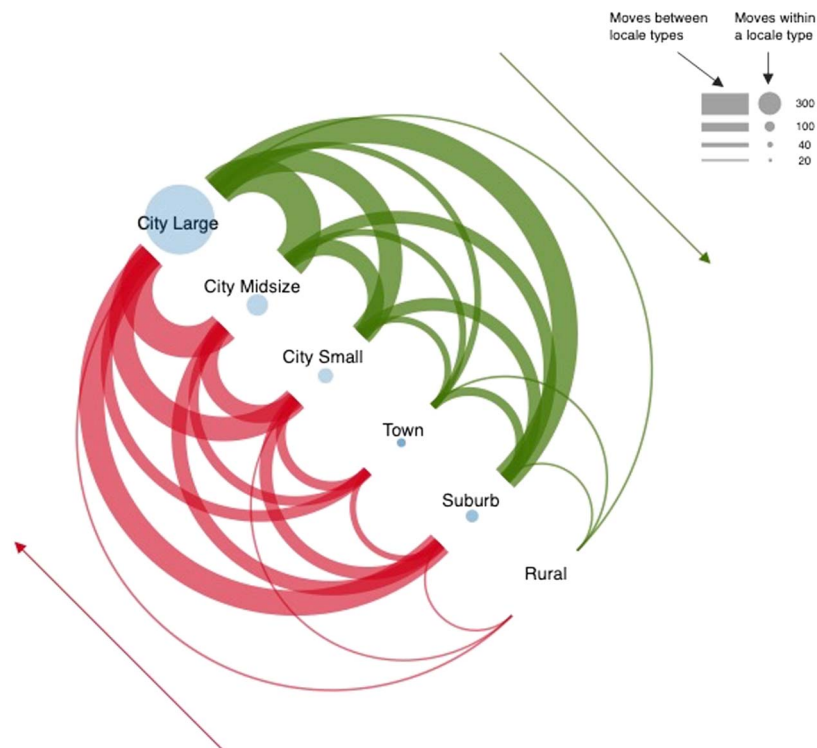 Moves between
locale types
Moves within
a locale type
300
100
40
20
City Large
City Midsize
City Small
Town
Suburb
Rural